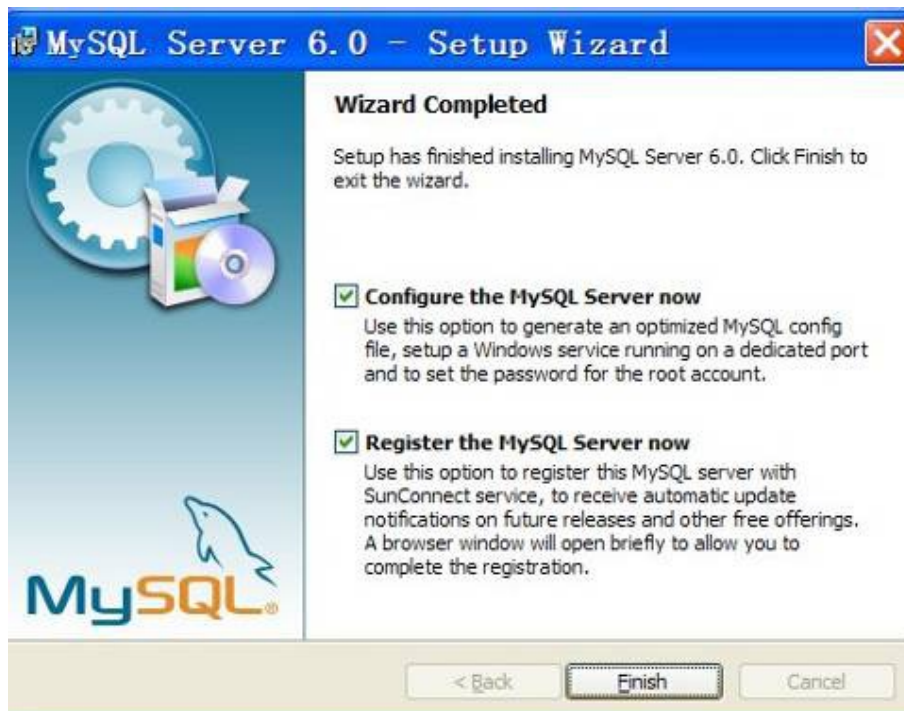 MySQL Server 6.0 - Setup Wizard
Wizard Completed
Setup has finished installing MySQL Server 6.0. Click Finish to
exit the wizard.
Configure the MySQL Server now
Use this option to generate an optimized MySQL config
file, setup a Windows service running on a dedicated port
and to set the password for the root account.
Register the MySQL Server now
Use this option to register this MySQL server with
SunConnect service, to receive automatic update
notifications on future releases and other free offerings.
A browser window will open briefly to allow you to
complete the registration.
MySQL®
< Back
Finish
Cancel